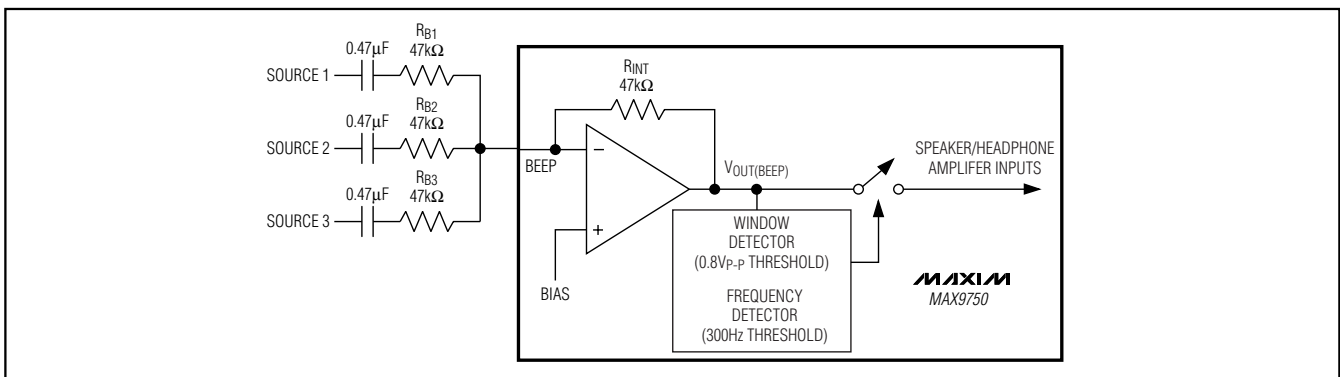 0.47μF
RB1
47kΩ
SOURCE 1
0.47μF
RB2
47kΩ
SOURCE 2
0.47μF
RB3
47kΩ
SOURCE 3
BEEP
RINT
47kΩ
−
+
BIAS
VOUT(BEEP)
WINDOW
DETECTOR
(0.8VP-P THRESHOLD)
FREQUENCY
DETECTOR
(300Hz THRESHOLD)
SPEAKER/HEADPHONE
AMPLIFER INPUTS
MAXIM
MAX9750